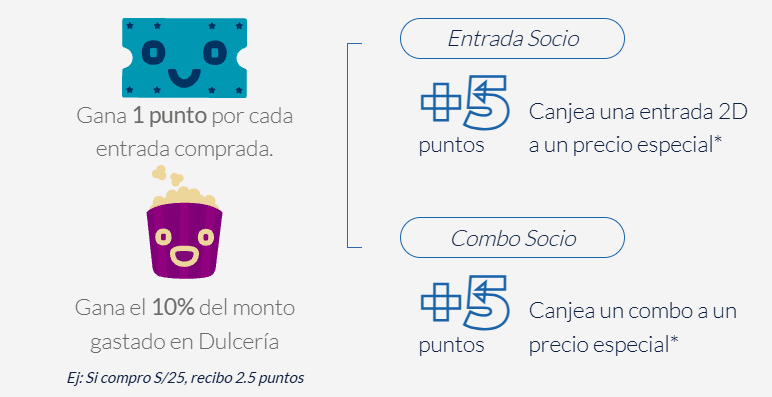 Gana 1 punto por cada
entrada comprada.
Gana el 10% del monto
gastado en Dulcería
Ej: Si compro S/25, recibo 2.5 puntos
Entrada Socio
+5
puntos
Canjea una entrada 2D
a un precio especial*
Combo Socio
+5
puntos
Canjea un combo a un
precio especial*